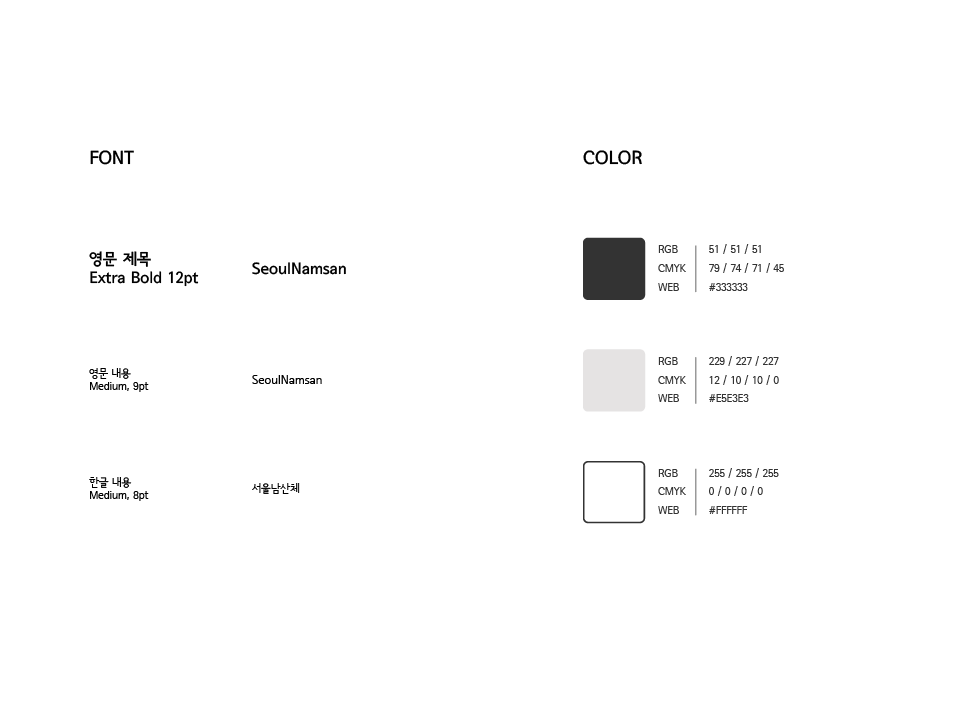 FONT
영문 제목
Extra Bold 12pt
SeoulNamsan
영문 내용
Medium, 9pt
SeoulNamsan
한글 내용
Medium, 8pt
서울남산체
COLOR
RGB 51 / 51 / 51
CMYK 79 / 74 / 71 / 45
WEB #333333
RGB 229 / 227 / 227
CMYK 12 / 10 / 10 / 0
WEB #E5E3E3
RGB 255 / 255 / 255
CMYK 0 / 0 / 0 / 0
WEB #FFFFFF